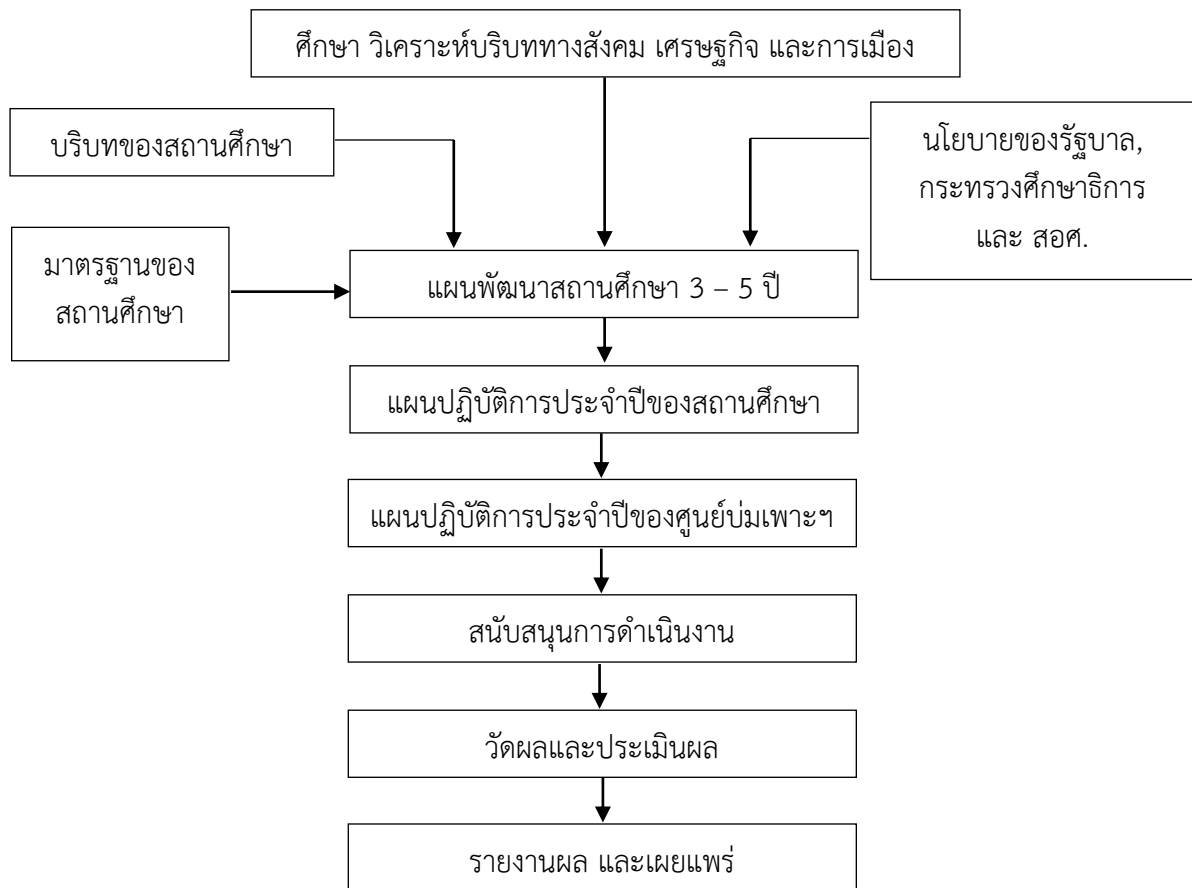 ศึกษา วิเคราะห์บริบททางสังคม เศรษฐกิจ และการเมือง
บริบทของสถานศึกษา
นโยบายของรัฐบาล,
กระทรวงศึกษาธิการ
และ สอศ.
มาตรฐานของ
สถานศึกษา
แผนพัฒนาสถานศึกษา 3 – 5 ปี
แผนปฏิบัติการประจำปีของสถานศึกษา
แผนปฏิบัติการประจำปีของศูนย์บ่มเพาะฯ
สนับสนุนการดำเนินงาน
วัดผลและประเมินผล
รายงานผล และเผยแพร่